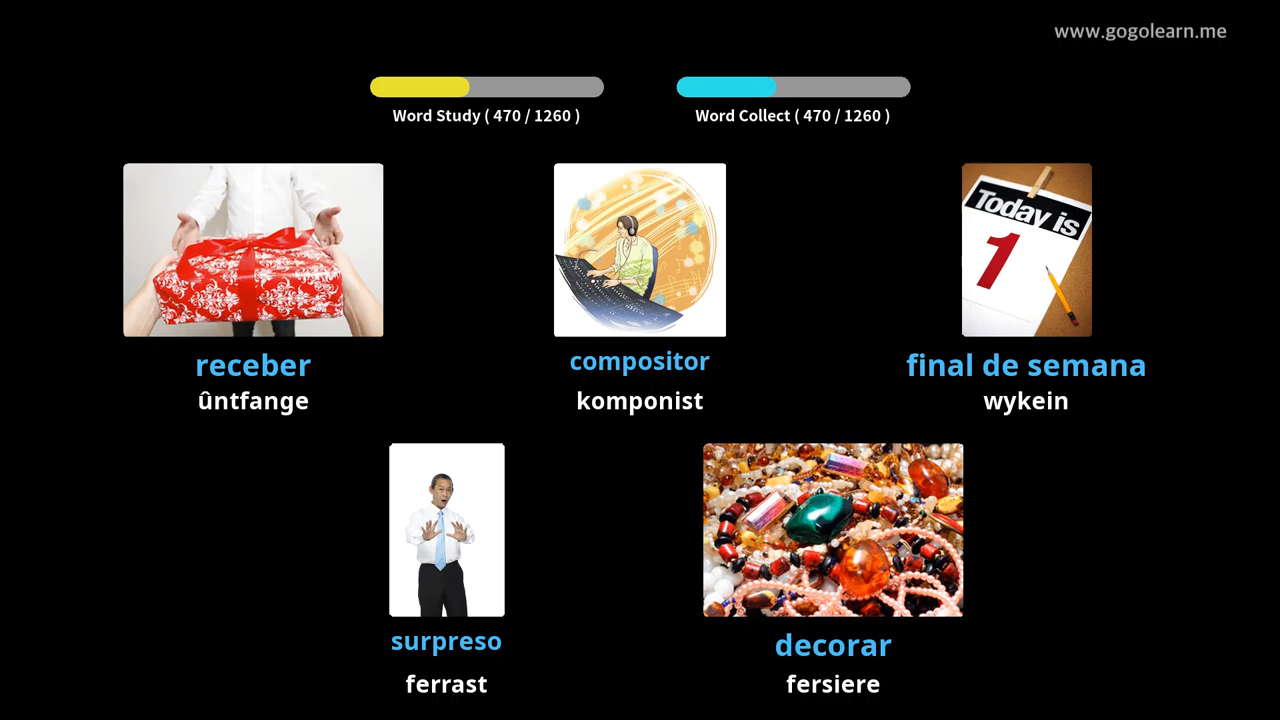 www.gogolearn.me
Word Study ( 470 / 1260 )
Word Collect ( 470 / 1260 )
Today is
1
receber
ûntfange
compositor
komponist
final de semana
wykein
surpreso
ferrast
decorar
fersiere